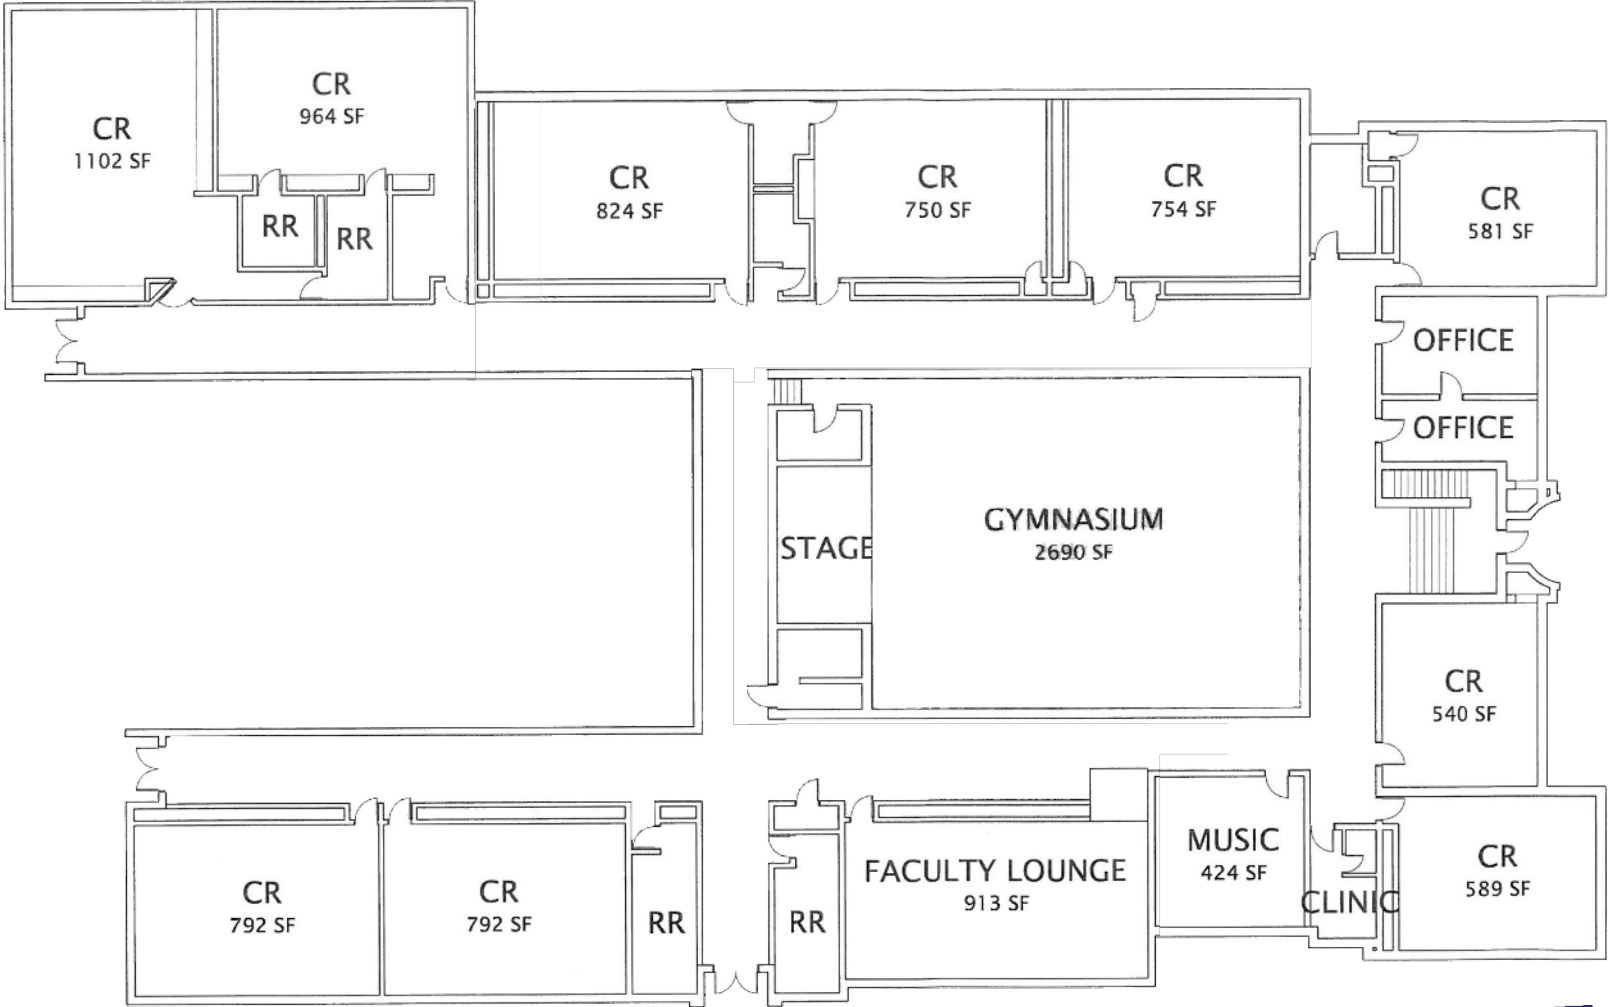 CR
1102 SF
CR
964 SF
RR
RR
CR
824 SF
CR
750 SF
CR
754 SF
CR
581 SF
OFFICE
OFFICE
STAGE
GYMNASIUM
2690 SF
CR
540 SF
CR
792 SF
CR
792 SF
RR
RR
FACULTY LOUNGE
913 SF
MUSIC
424 SF
CLINIC
CR
589 SF